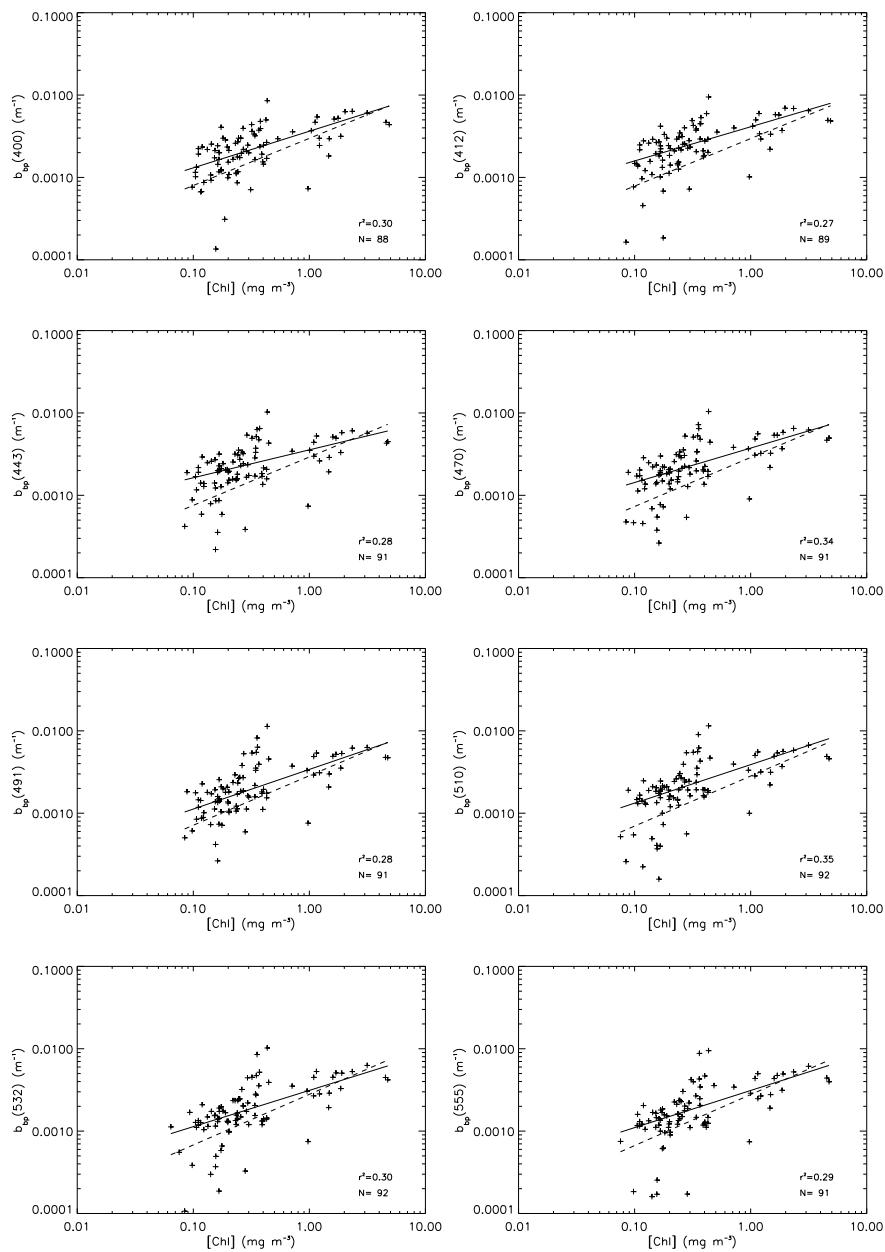 0.1000
0.0100
0.0010
0.0001
b_bp(400) (m⁻¹)
r²=0.30
N= 88
0.01 0.10 1.00 10.00
[Chl] (mg m⁻³)
0.1000
0.0100
0.0010
0.0001
b_bp(412) (m⁻¹)
r²=0.27
N= 89
0.01 0.10 1.00 10.00
[Chl] (mg m⁻³)
0.1000
0.0100
0.0010
0.0001
b_bp(443) (m⁻¹)
r²=0.28
N= 91
0.01 0.10 1.00 10.00
[Chl] (mg m⁻³)
0.1000
0.0100
0.0010
0.0001
b_bp(470) (m⁻¹)
r²=0.34
N= 91
0.01 0.10 1.00 10.00
[Chl] (mg m⁻³)
0.1000
0.0100
0.0010
0.0001
b_bp(491) (m⁻¹)
r²=0.28
N= 91
0.01 0.10 1.00 10.00
[Chl] (mg m⁻³)
0.1000
0.0100
0.0010
0.0001
b_bp(510) (m⁻¹)
r²=0.35
N= 92
0.01 0.10 1.00 10.00
[Chl] (mg m⁻³)
0.1000
0.0100
0.0010
0.0001
b_bp(532) (m⁻¹)
r²=0.30
N= 92
0.01 0.10 1.00 10.00
[Chl] (mg m⁻³)
0.1000
0.0100
0.0010
0.0001
b_bp(555) (m⁻¹)
r²=0.29
N= 91
0.01 0.10 1.00 10.00
[Chl] (mg m⁻³)